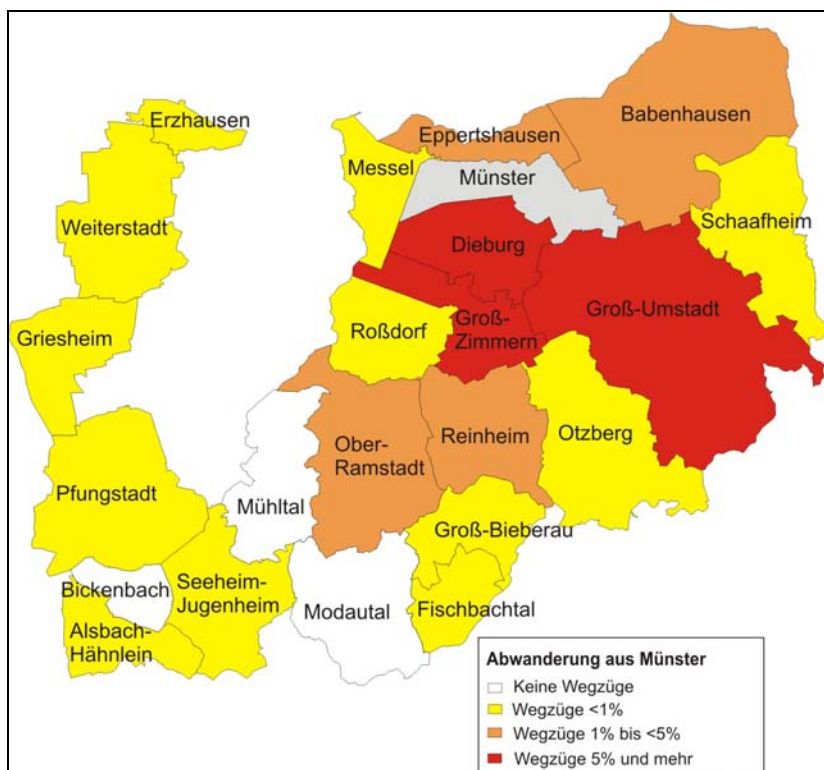 Erzhausen
Babenhausen
Eppertshausen
Messel
Münster
Schaafheim
Weiterstadt
Dieburg
Groß-Umstadt
Griesheim
Roßdorf
Groß-
Zimmern
Ober-
Ramstadt
Reinheim
Otzberg
Pfungstadt
Mühltal
Groß-Bieberau
Bickenbach
Seeheim-
Jugenheim
Modautal
Fischbachtal
Alsbach-
Hähnlein
Abwanderung aus Münster
Keine Wegzüge
Wegzüge <1%
Wegzüge 1% bis <5%
Wegzüge 5% und mehr